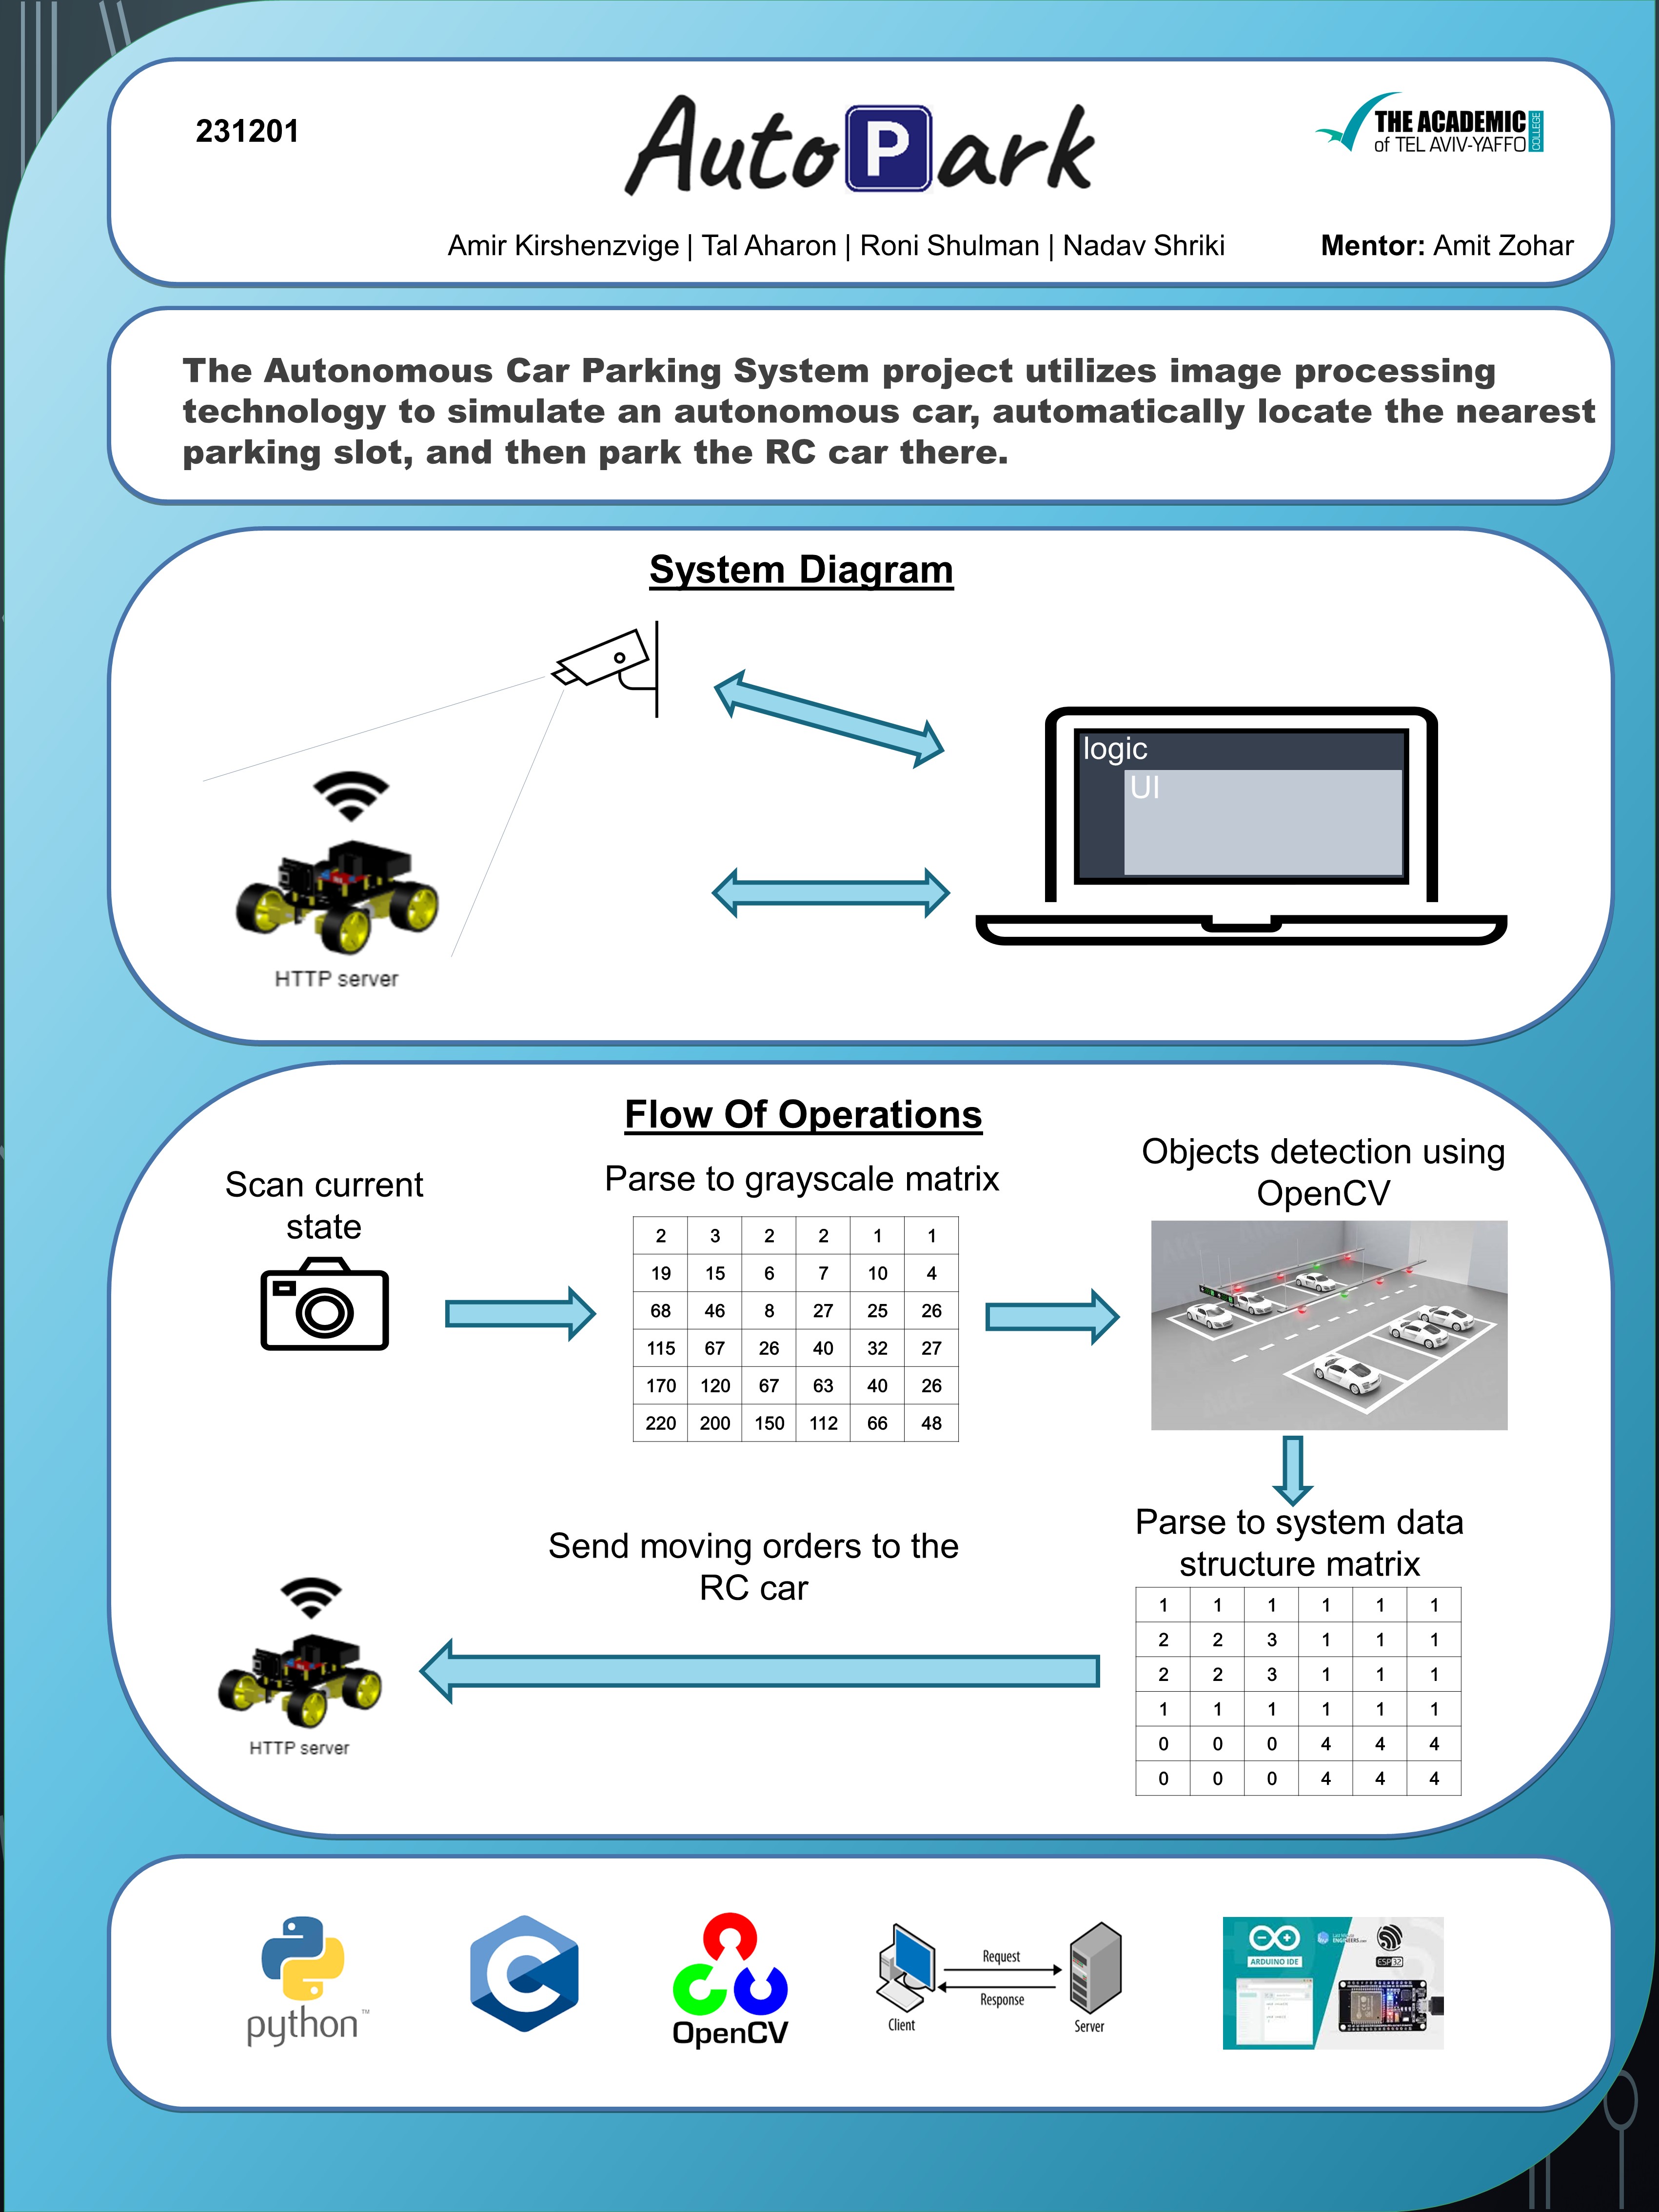 231201
AutoPark
THE ACADEMIC
of TEL AVIV-YAFFO
COLLEGE
Amir Kirshenzvige | Tal Aharon | Roni Shulman | Nadav Shriki
Mentor: Amit Zohar
The Autonomous Car Parking System project utilizes image processing
technology to simulate an autonomous car, automatically locate the nearest
parking slot, and then park the RC car there.
System Diagram
logic
UI
HTTP server
Flow Of Operations
Scan current
state
Parse to grayscale matrix
2 3 2 2 1 1
19 15 6 7 10 4
68 46 8 27 25 26
115 67 26 40 32 27
170 120 67 63 40 26
220 200 150 112 66 48
Objects detection using
OpenCV
Parse to system data
structure matrix
1 1 1 1 1 1
2 2 3 1 1 1
2 2 3 1 1 1
1 1 1 1 1 1
0 0 0 4 4 4
0 0 0 4 4 4
Send moving orders to the
RC car
HTTP server
python™
C
OpenCV
Request
Response
Client
Server
ARDUINO IDE
ENGINEERS.com
ESP32